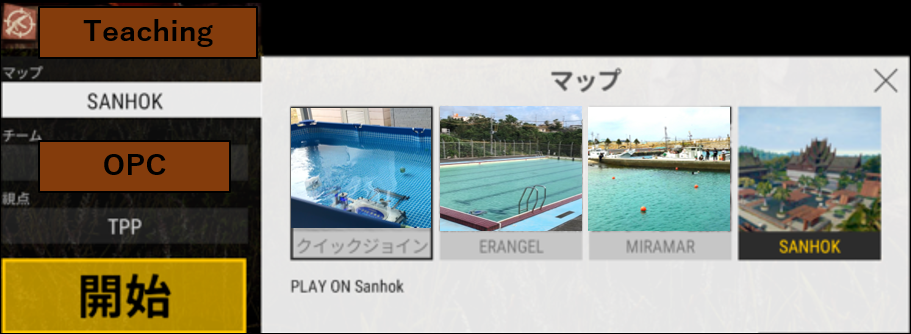 Teaching
マップ
SANHOK
チーム
OPC
視点
TPP
開始
マップ
クイックジョイン
ERANGEL
MIRAMAR
SANHOK
PLAY ON Sanhok